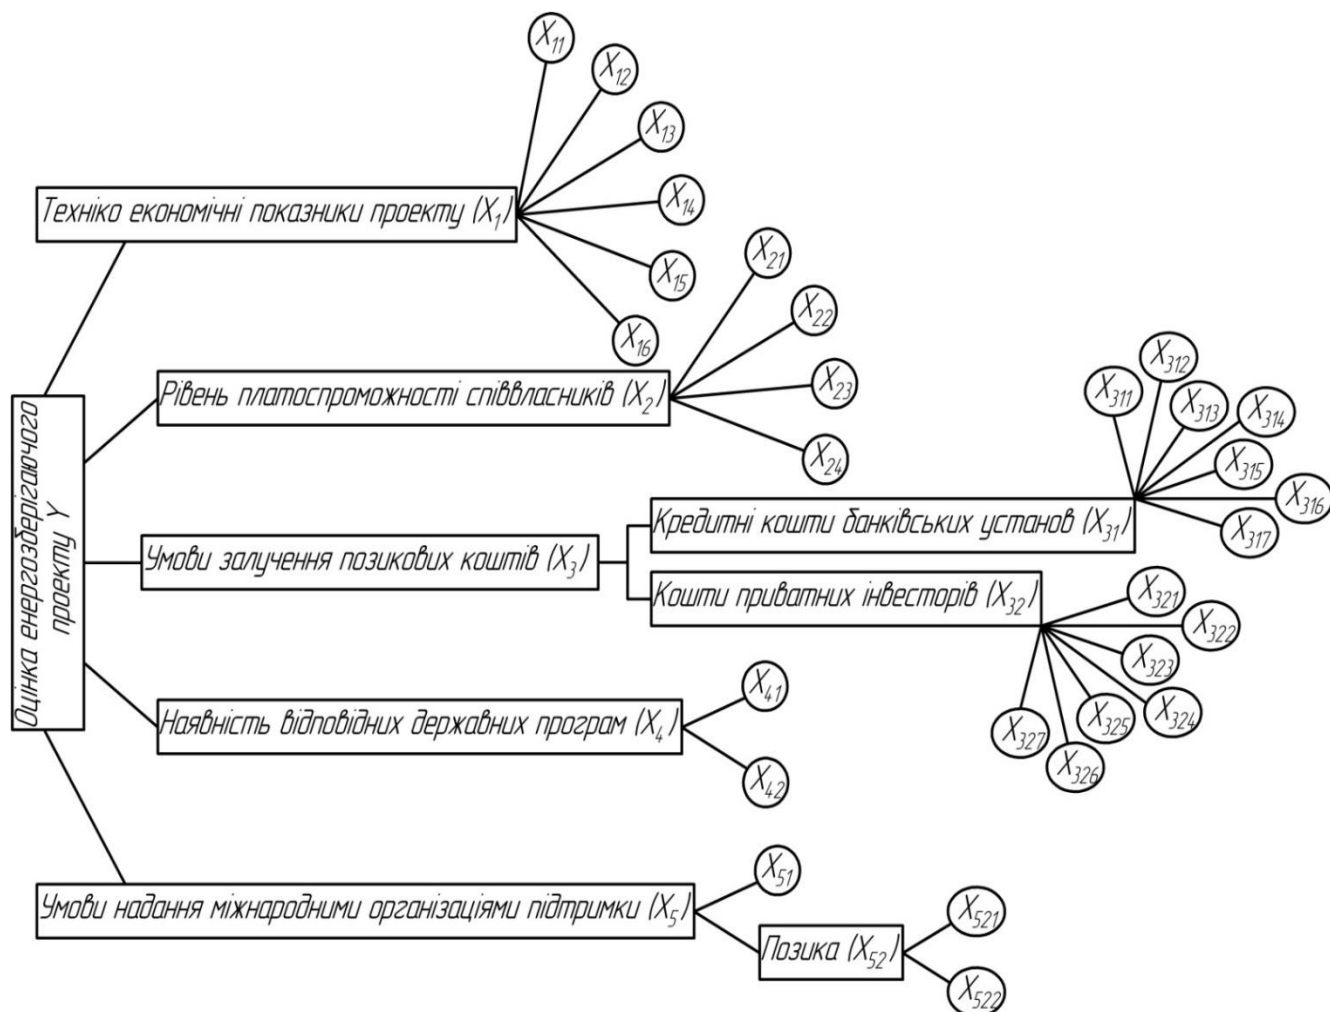 X11
X12
X13
X14
X15
X16
Техніко економічні показники проекту (X1)
X21
X22
X23
X24
Рівень платоспроможності співвласників (X2)
X311
X312
X313
X314
X315
X316
X317
Оцінка енергозберігаючого
проекту Y
Умови залучення позикових коштів (X3)
Кредитні кошти банківських установ (X31)
Кошти приватних інвесторів (X32)
X321
X322
X323
X324
X325
X326
X327
Наявність відповідних державних програм (X4)
X41
X42
Умови надання міжнародними організаціями підтримки (X5)
X51
Позика (X52)
X521
X522